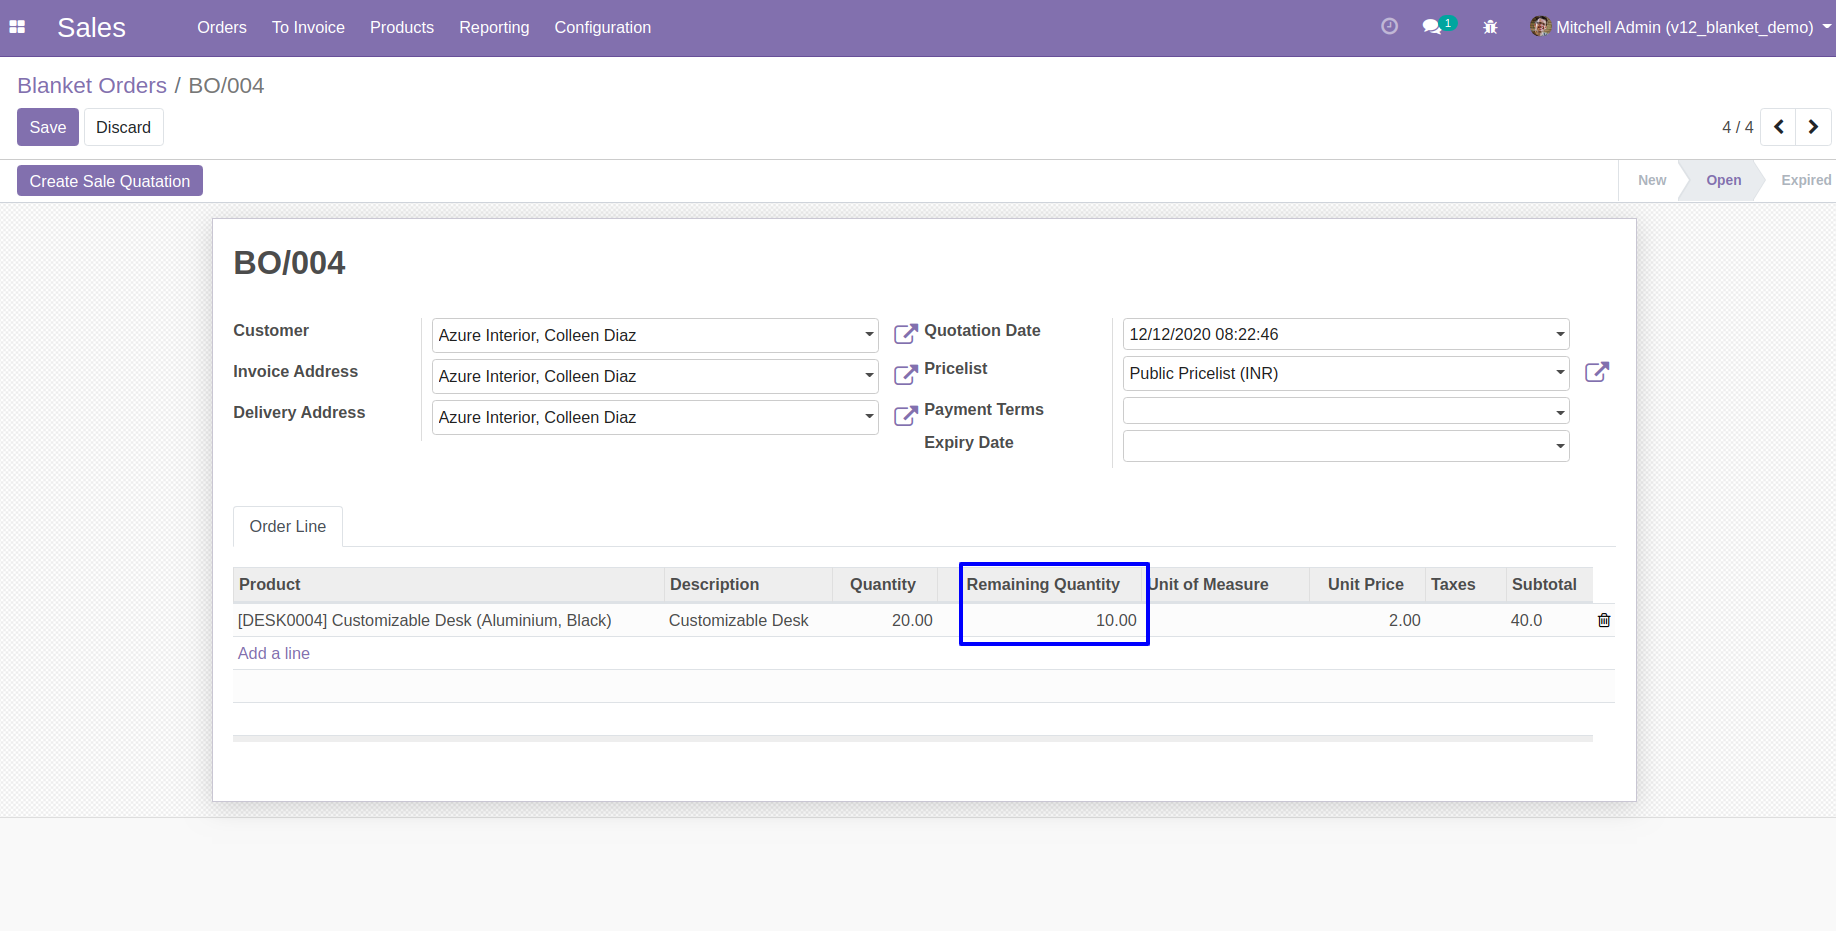 Sales Orders To Invoice Products Reporting Configuration 1 Mitchell Admin (v12_blanket_demo)
Blanket Orders / BO/004
Save Discard 4 / 4
Create Sale Quatation New Open Expired
BO/004
Customer Azure Interior, Colleen Diaz Quotation Date 12/12/2020 08:22:46
Invoice Address Azure Interior, Colleen Diaz Pricelist Public Pricelist (INR)
Delivery Address Azure Interior, Colleen Diaz Payment Terms
Expiry Date
Order Line
Product Description Quantity Remaining Quantity Unit of Measure Unit Price Taxes Subtotal
[DESK0004] Customizable Desk (Aluminium, Black) Customizable Desk 20.00 10.00 2.00 40.0
Add a line